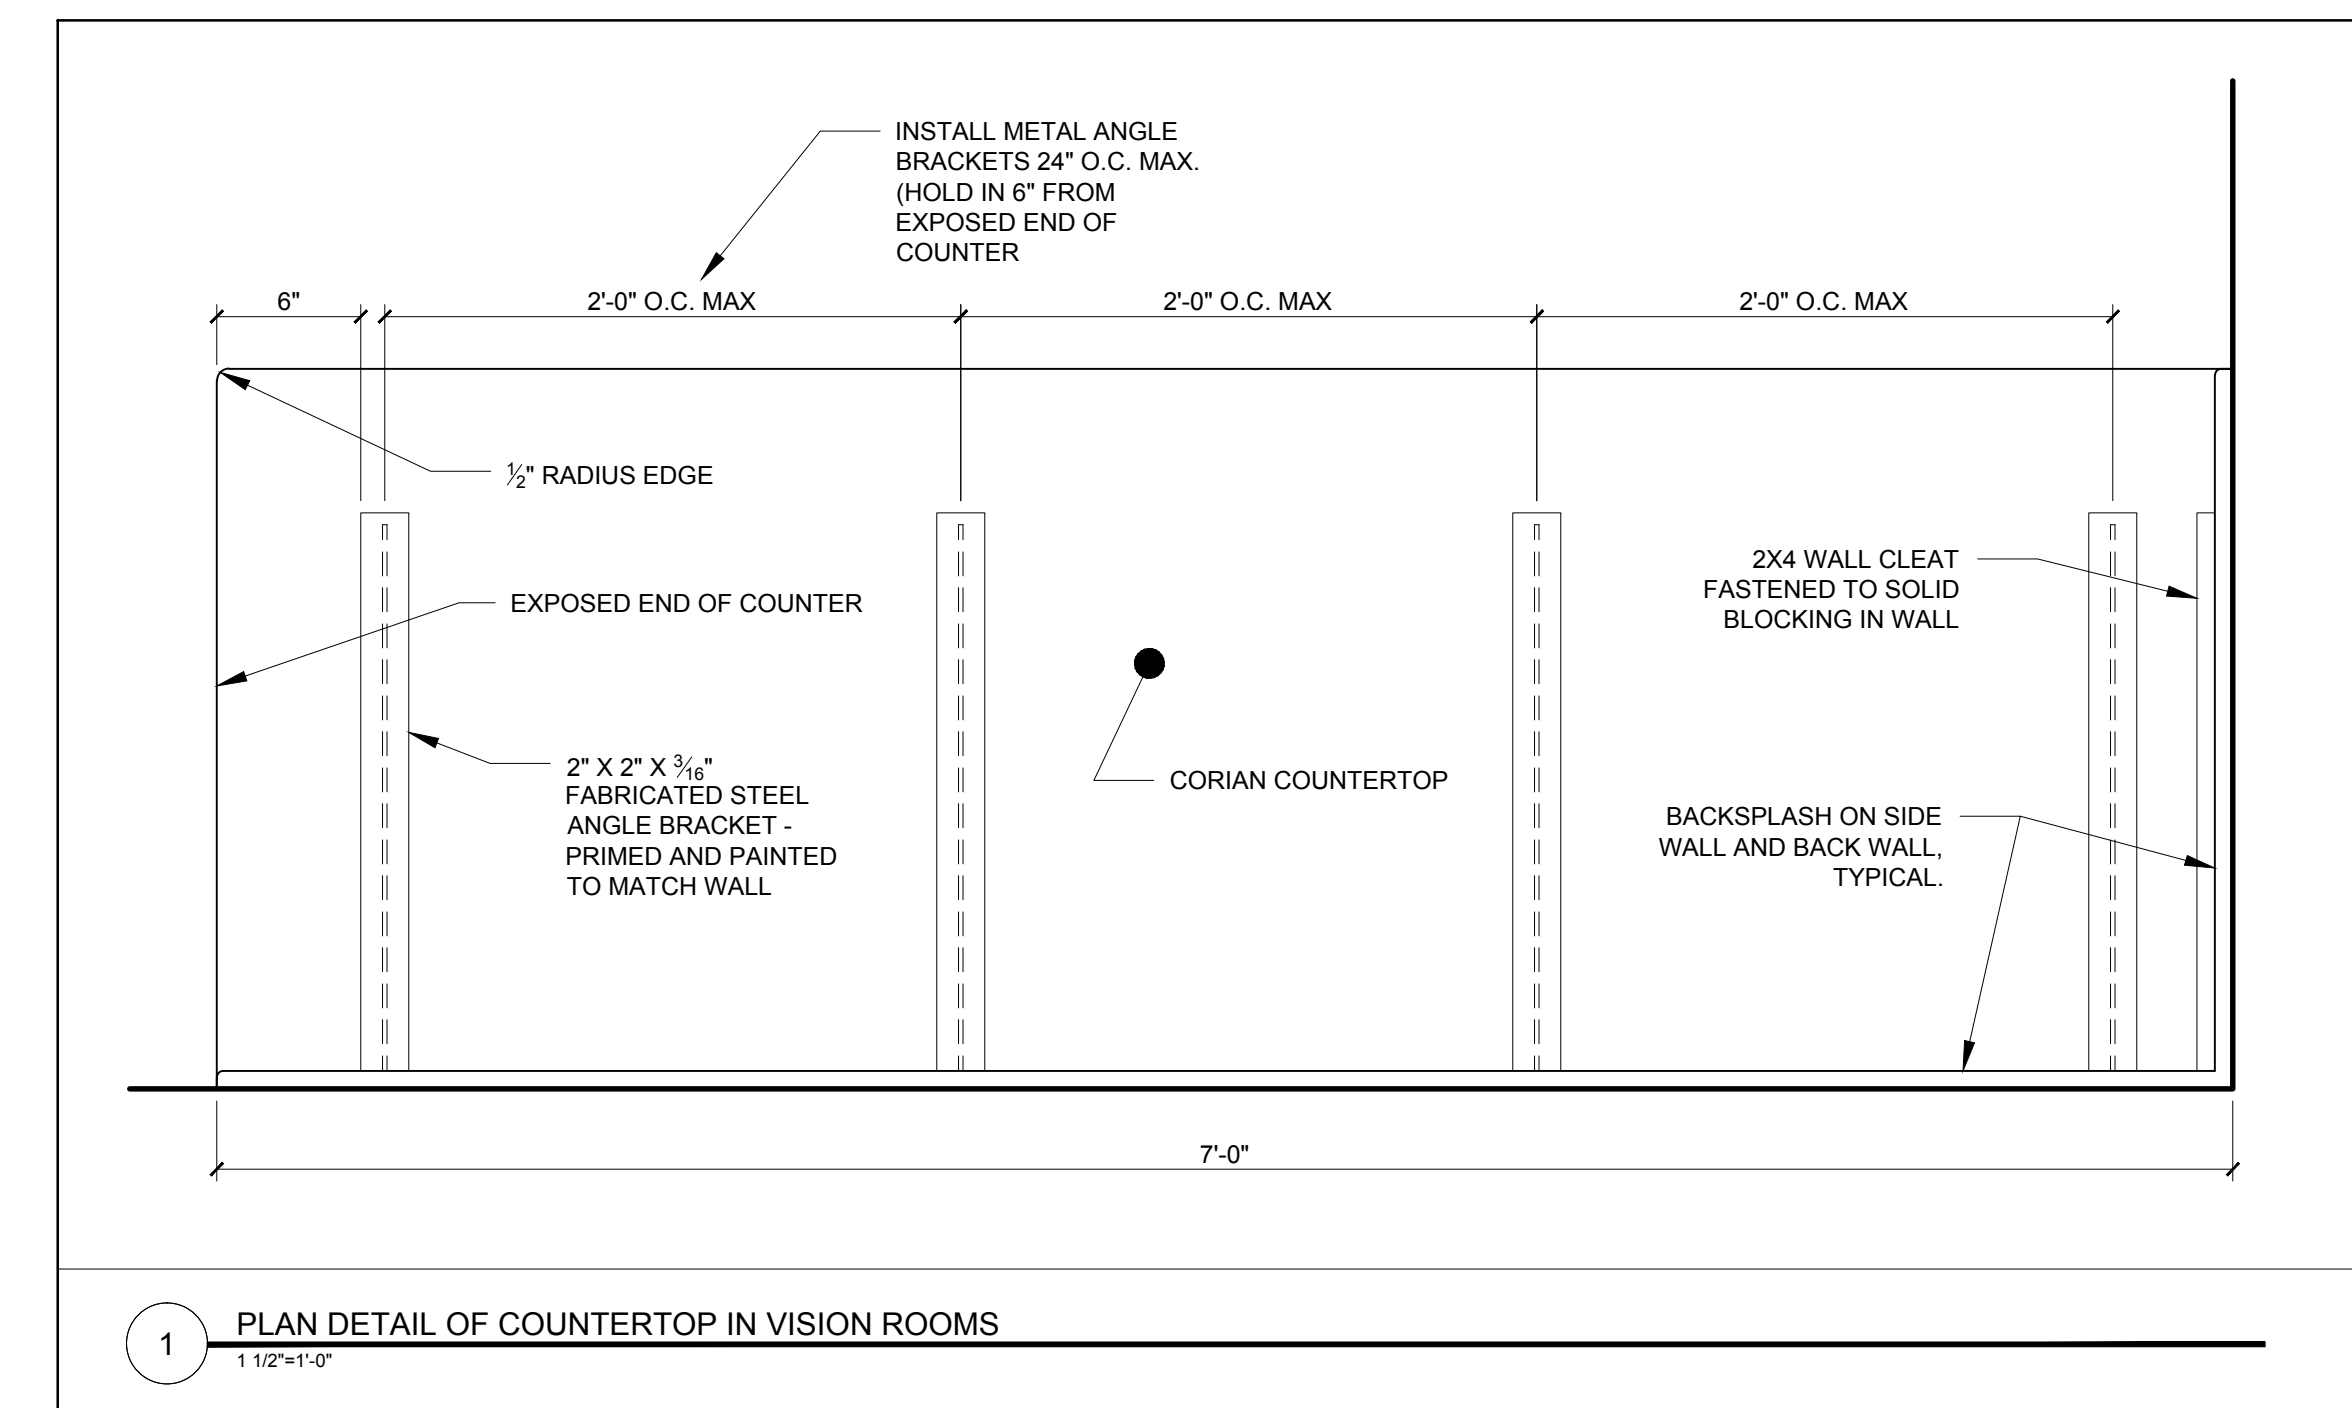 INSTALL METAL ANGLE
BRACKETS 24" O.C. MAX.
(HOLD IN 6" FROM
EXPOSED END OF
COUNTER
6"
2'-0" O.C. MAX
2'-0" O.C. MAX
2'-0" O.C. MAX
½" RADIUS EDGE
2X4 WALL CLEAT
FASTENED TO SOLID
BLOCKING IN WALL
EXPOSED END OF COUNTER
2" X 2" X 3⁄16"
FABRICATED STEEL
ANGLE BRACKET -
PRIMED AND PAINTED
TO MATCH WALL
CORIAN COUNTERTOP
BACKSPLASH ON SIDE
WALL AND BACK WALL,
TYPICAL.
7'-0"
1
PLAN DETAIL OF COUNTERTOP IN VISION ROOMS
1 1/2"=1'-0"